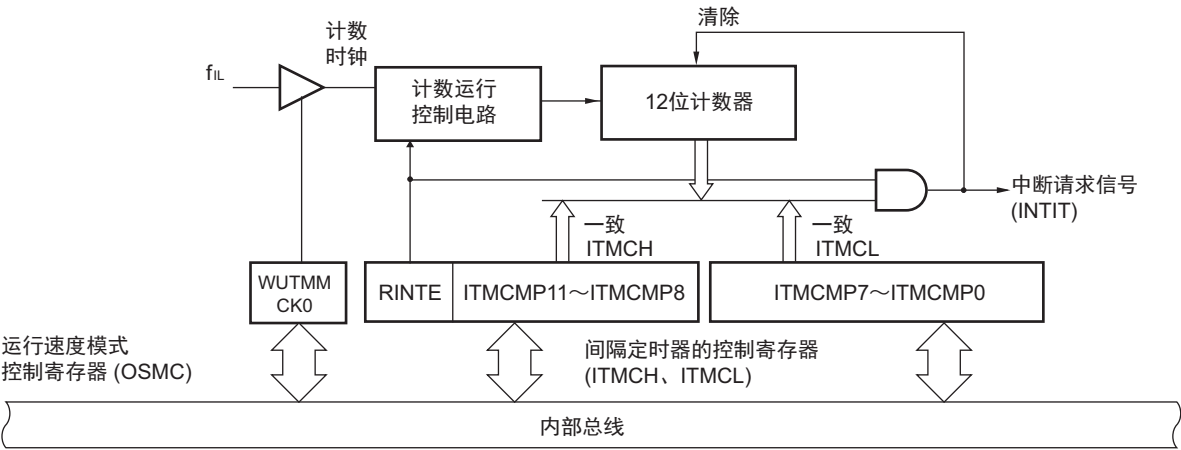 清除
计数
时钟
fIL
计数运行
控制电路
12位计数器
中断请求信号
(INTIT)
一致
ITMCH
一致
ITMCL
WUTMM
CK0
RINTE
ITMCMP11～ITMCMP8
ITMCMP7～ITMCMP0
运行速度模式
控制寄存器 (OSMC)
间隔定时器的控制寄存器
(ITMCH、ITMCL)
内部总线